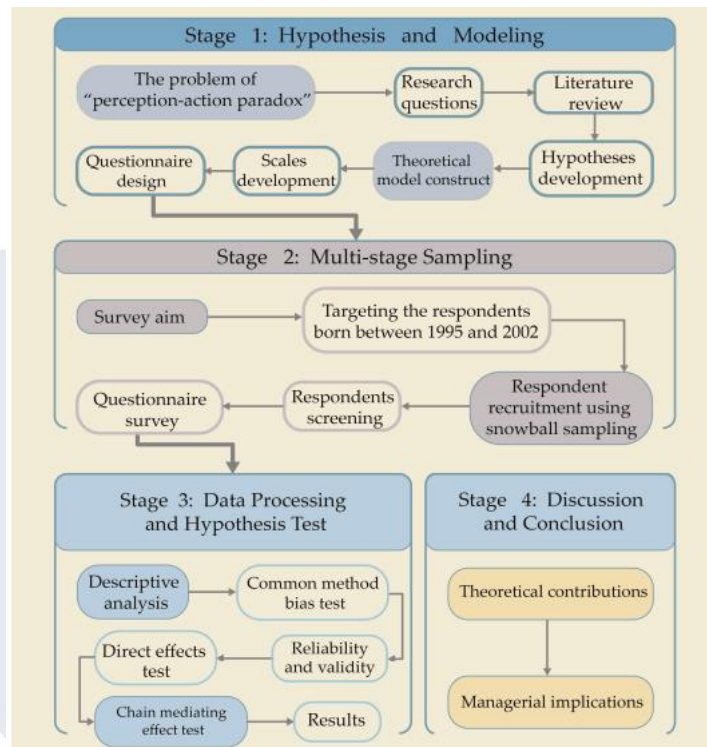 Stage 1: Hypothesis and Modeling
The problem of
“perception-action paradox”
Research
questions
Literature
review
Hypotheses
development
Theoretical
model construct
Scales
development
Questionnaire
design
Stage 2: Multi-stage Sampling
Survey aim
Targeting the respondents
born between 1995 and 2002
Respondent
recruitment using
snowball sampling
Respondents
screening
Questionnaire
survey
Stage 3: Data Processing
and Hypothesis Test
Descriptive
analysis
Common method
bias test
Reliability
and validity
Direct effects
test
Chain mediating
effect test
Results
Stage 4: Discussion
and Conclusion
Theoretical contributions
Managerial implications